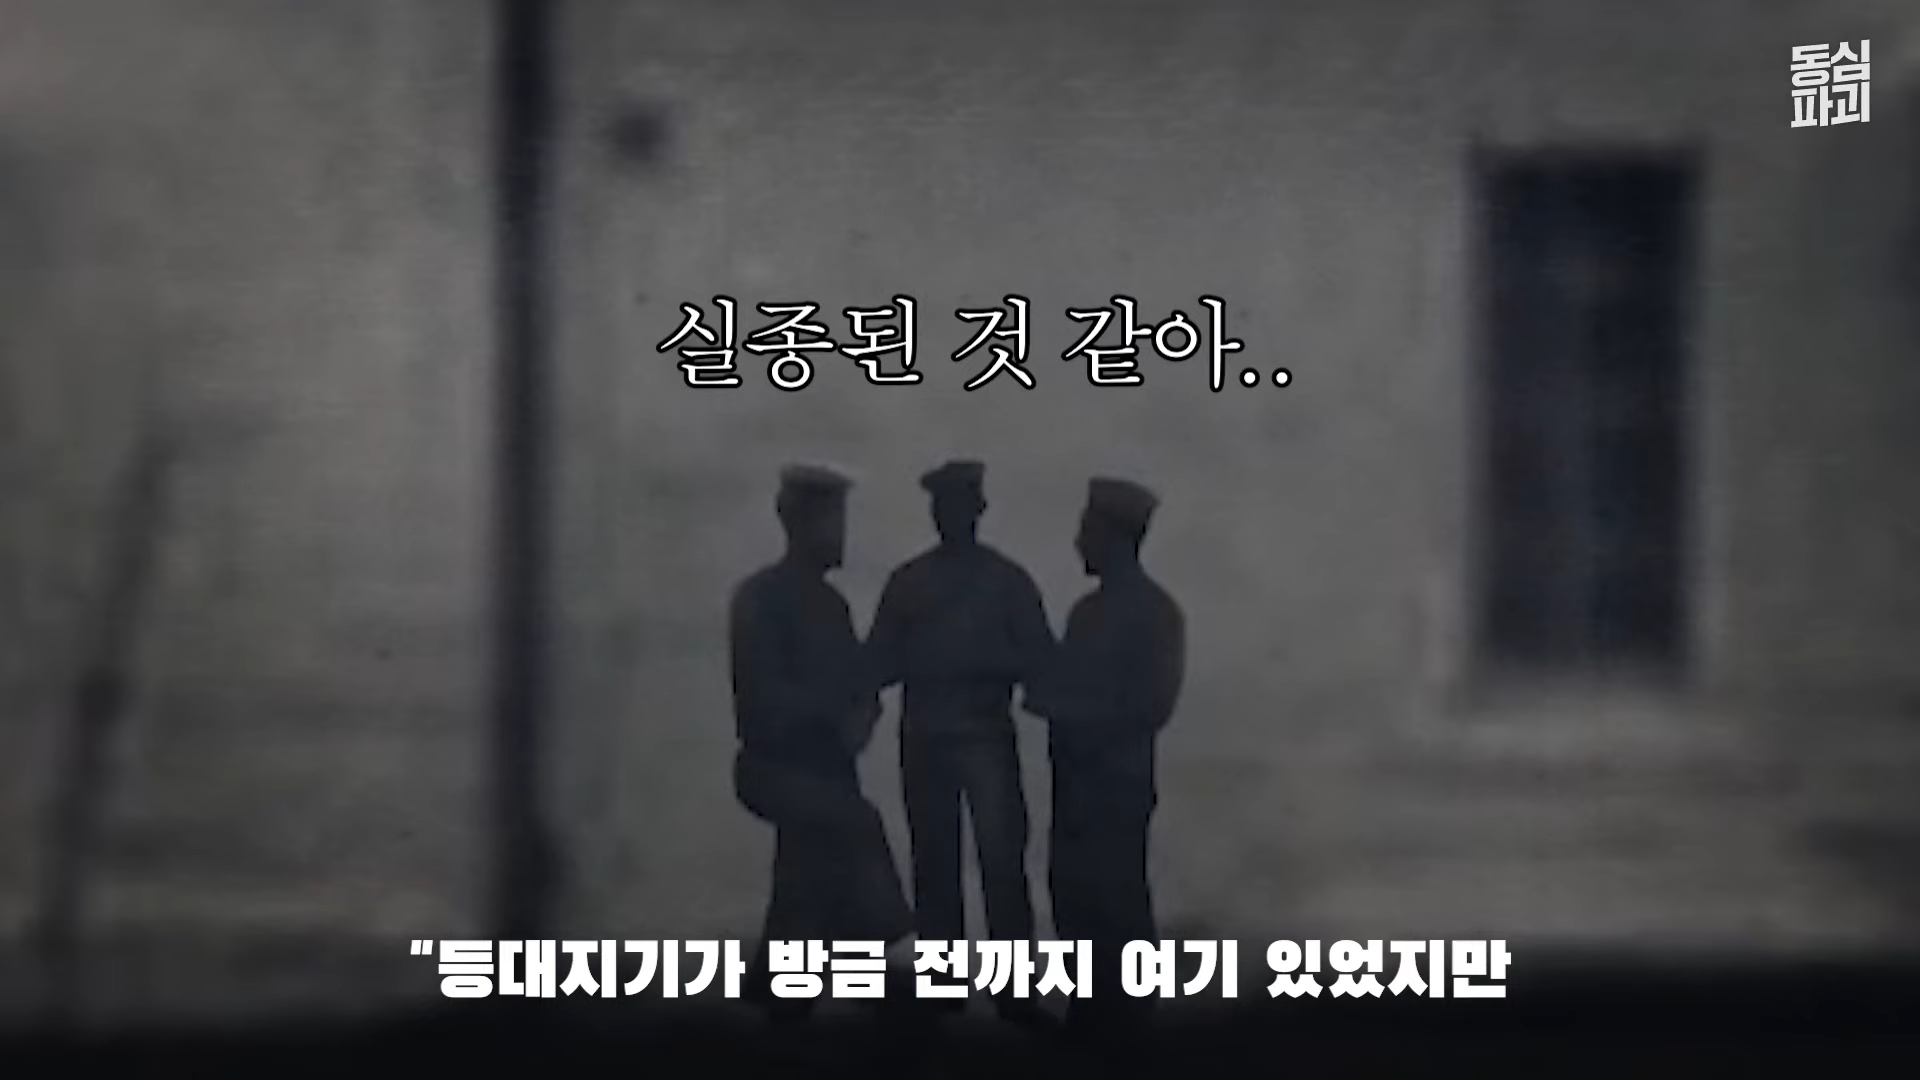 동심
파괴
실종된 것 같아..
"등대지기가 방금 전까지 여기 있었지만